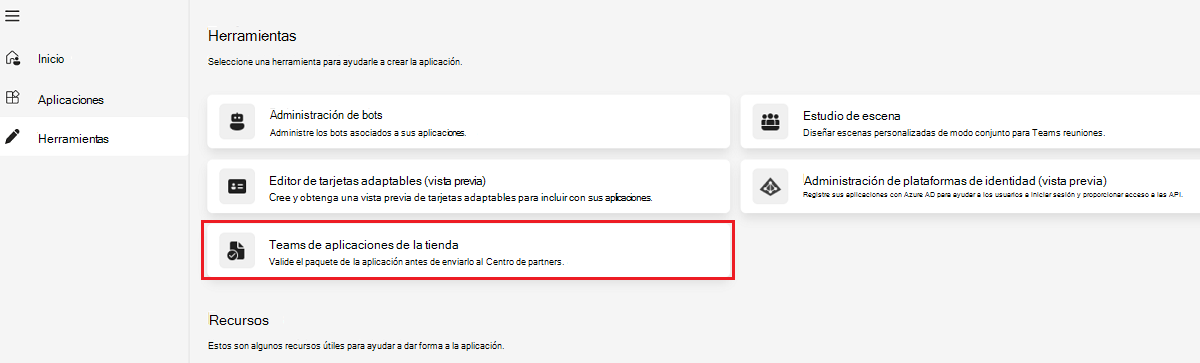 Inicio
Aplicaciones
Herramientas
Herramientas
Seleccione una herramienta para ayudarle a crear la aplicación.
Administración de bots
Administre los bots asociados a sus aplicaciones.
Estudio de escena
Diseñar escenas personalizadas de modo conjunto para Teams reuniones.
Editor de tarjetas adaptables (vista previa)
Cree y obtenga una vista previa de tarjetas adaptables para incluir con sus aplicaciones.
Administración de plataformas de identidad (vista previa)
Registre sus aplicaciones con Azure AD para ayudar a los usuarios a iniciar sesión y proporcionar acceso a las API.
Teams de aplicaciones de la tienda
Valide el paquete de la aplicación antes de enviarlo al Centro de partners.
Recursos
Estos son algunos recursos útiles para ayudar a dar forma a la aplicación.